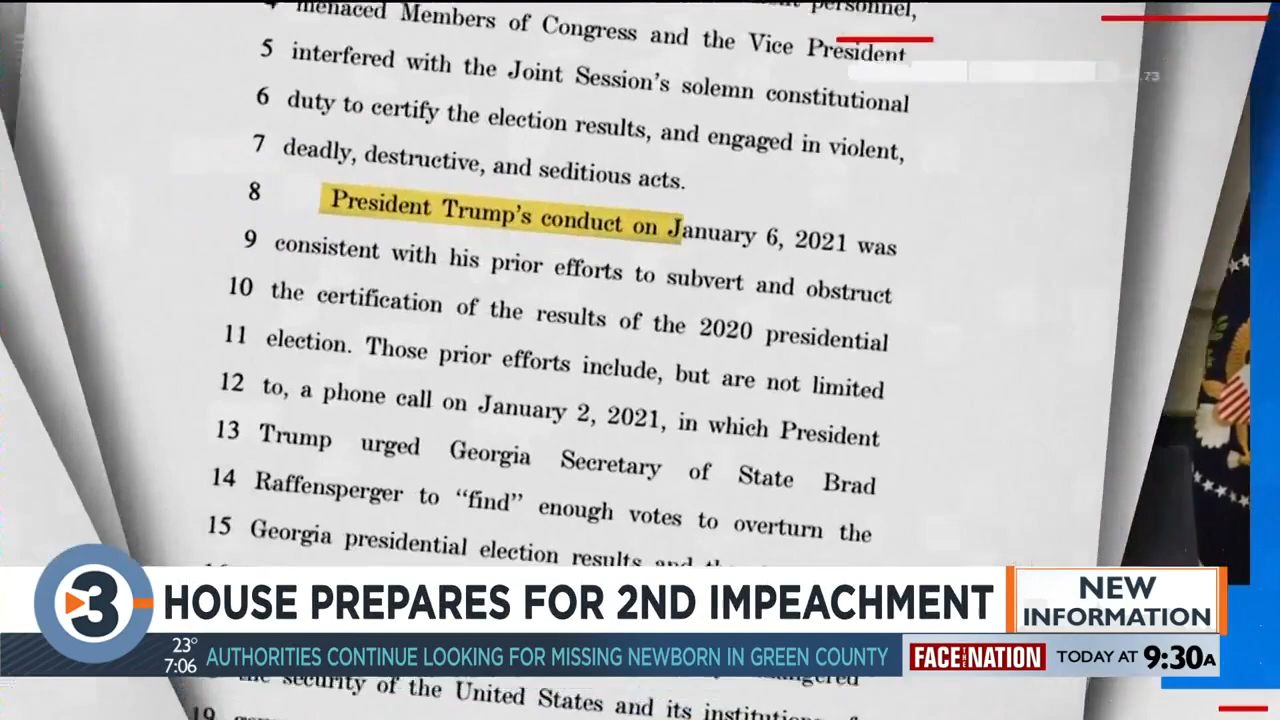 menaced Members of Congress and the Vice President personnel,
5 interfered with the Joint Session's solemn constitutional
6 duty to certify the election results, and engaged in violent,
7 deadly, destructive, and seditious acts.
8 President Trump's conduct on January 6, 2021 was
9 consistent with his prior efforts to subvert and obstruct
10 the certification of the results of the 2020 presidential
11 election. Those prior efforts include, but are not limited
12 to, a phone call on January 2, 2021, in which President
13 Trump urged Georgia Secretary of State Brad
14 Raffensperger to “find” enough votes to overturn the
15 Georgia presidential election results and
3 HOUSE PREPARES FOR 2ND IMPEACHMENT
NEW
INFORMATION
23°
7:06
AUTHORITIES CONTINUE LOOKING FOR MISSING NEWBORN IN GREEN COUNTY
FACE THE NATION TODAY AT 9:30A
the security of the United States and its
19